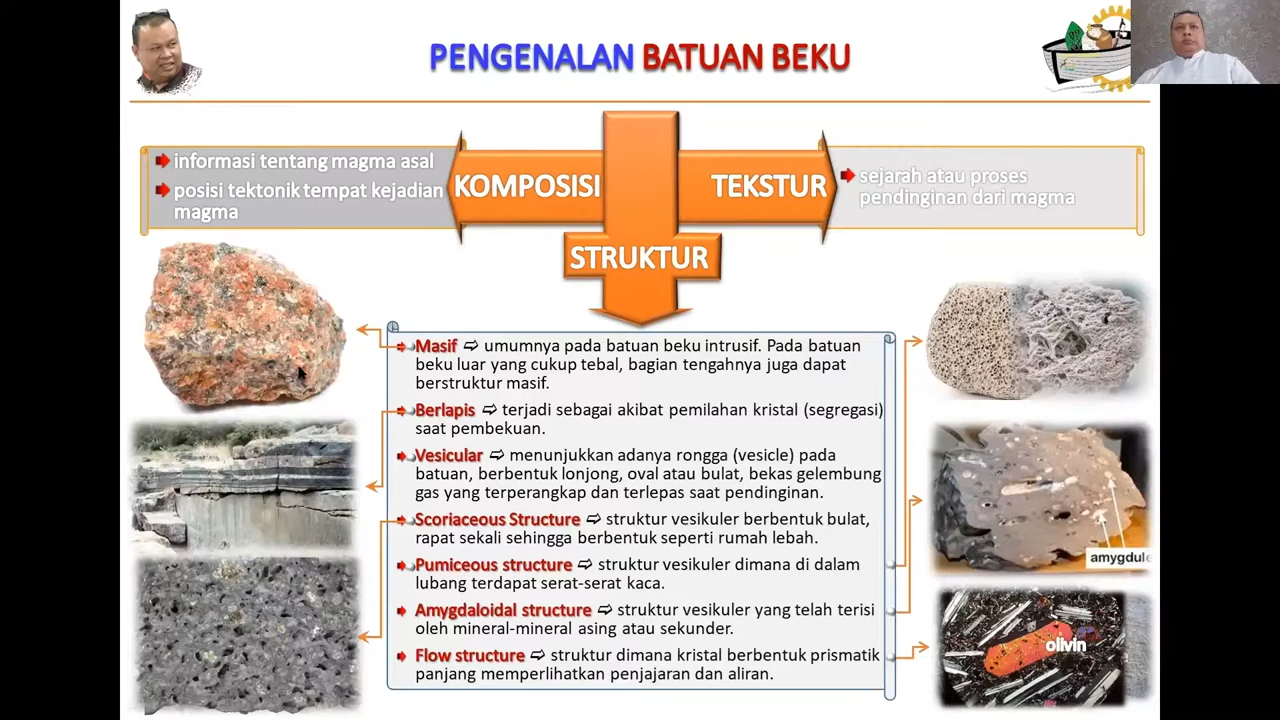 PENGENALAN BATUAN BEKU
informasi tentang magma asal
posisi tektonik tempat kejadian
magma
KOMPOSISI
TEKSTUR
sejarah atau proses
pendinginan dari magma
STRUKTUR
Masif ⇨ umumnya pada batuan beku intrusif. Pada batuan
beku luar yang cukup tebal, bagian tengahnya juga dapat
berstruktur masif.
Berlapis ⇨ terjadi sebagai akibat pemilahan kristal (segregasi)
saat pembekuan.
Vesicular ⇨ menunjukkan adanya rongga (vesicle) pada
batuan, berbentuk lonjong, oval atau bulat, bekas gelembung
gas yang terperangkap dan terlepas saat pendinginan.
Scoriaceous Structure ⇨ struktur vesikuler berbentuk bulat,
rapat sekali sehingga berbentuk seperti rumah lebah.
Pumiceous structure ⇨ struktur vesikuler dimana di dalam
lubang terdapat serat-serat kaca.
Amygdaloidal structure ⇨ struktur vesikuler yang telah terisi
oleh mineral-mineral asing atau sekunder.
Flow structure ⇨ struktur dimana kristal berbentuk prismatik
panjang memperlihatkan penjajaran dan aliran.
amygdule
olivin